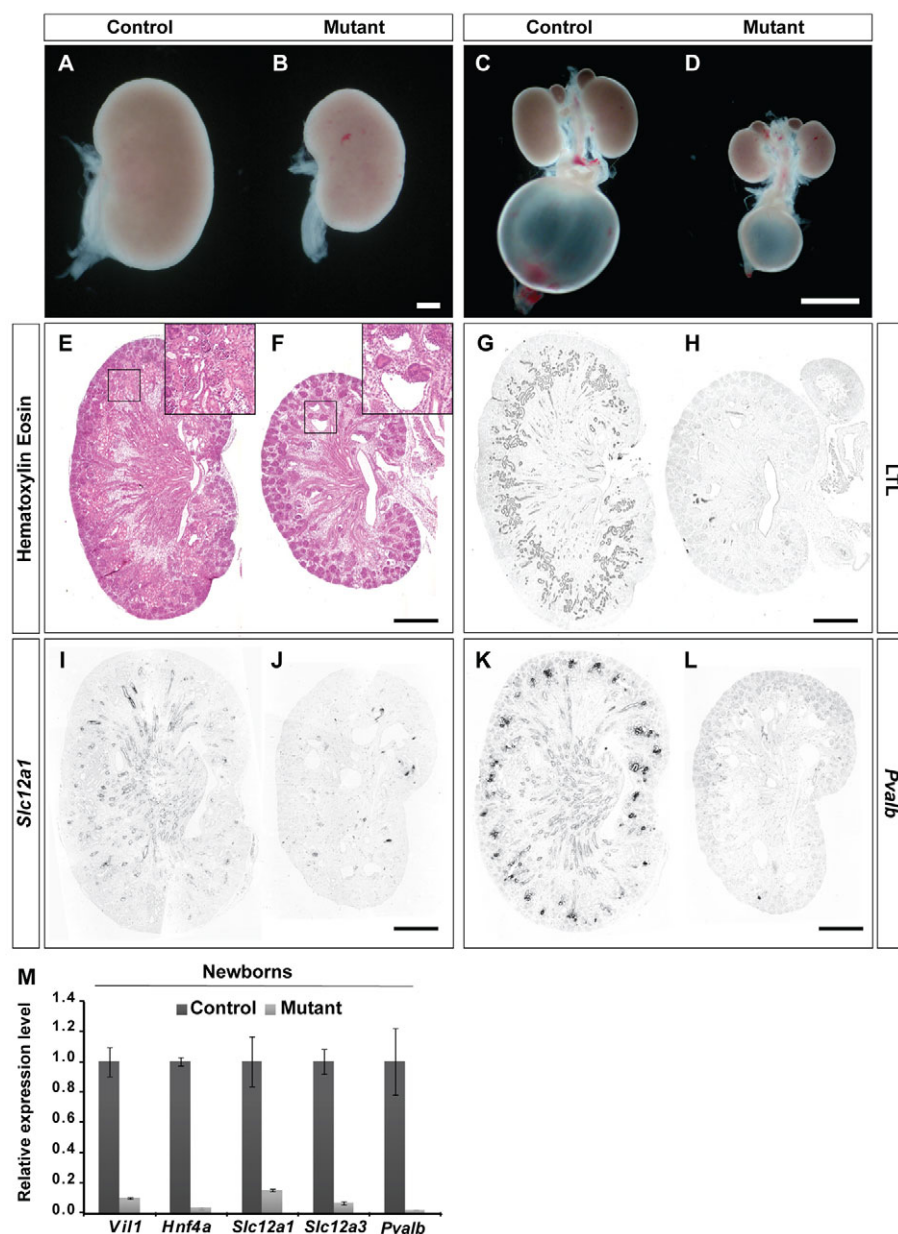 Control Mutant Control Mutant
A B C D
Hematoxylin Eosin
E F G H
LTL
Slc12a1
I J K L
Pvalb
M Newborns
Control Mutant
Relative expression level
1.4
1.2
1.0
0.8
0.6
0.4
0.2
0.0
Vil1 Hnf4a Slc12a1 Slc12a3 Pvalb